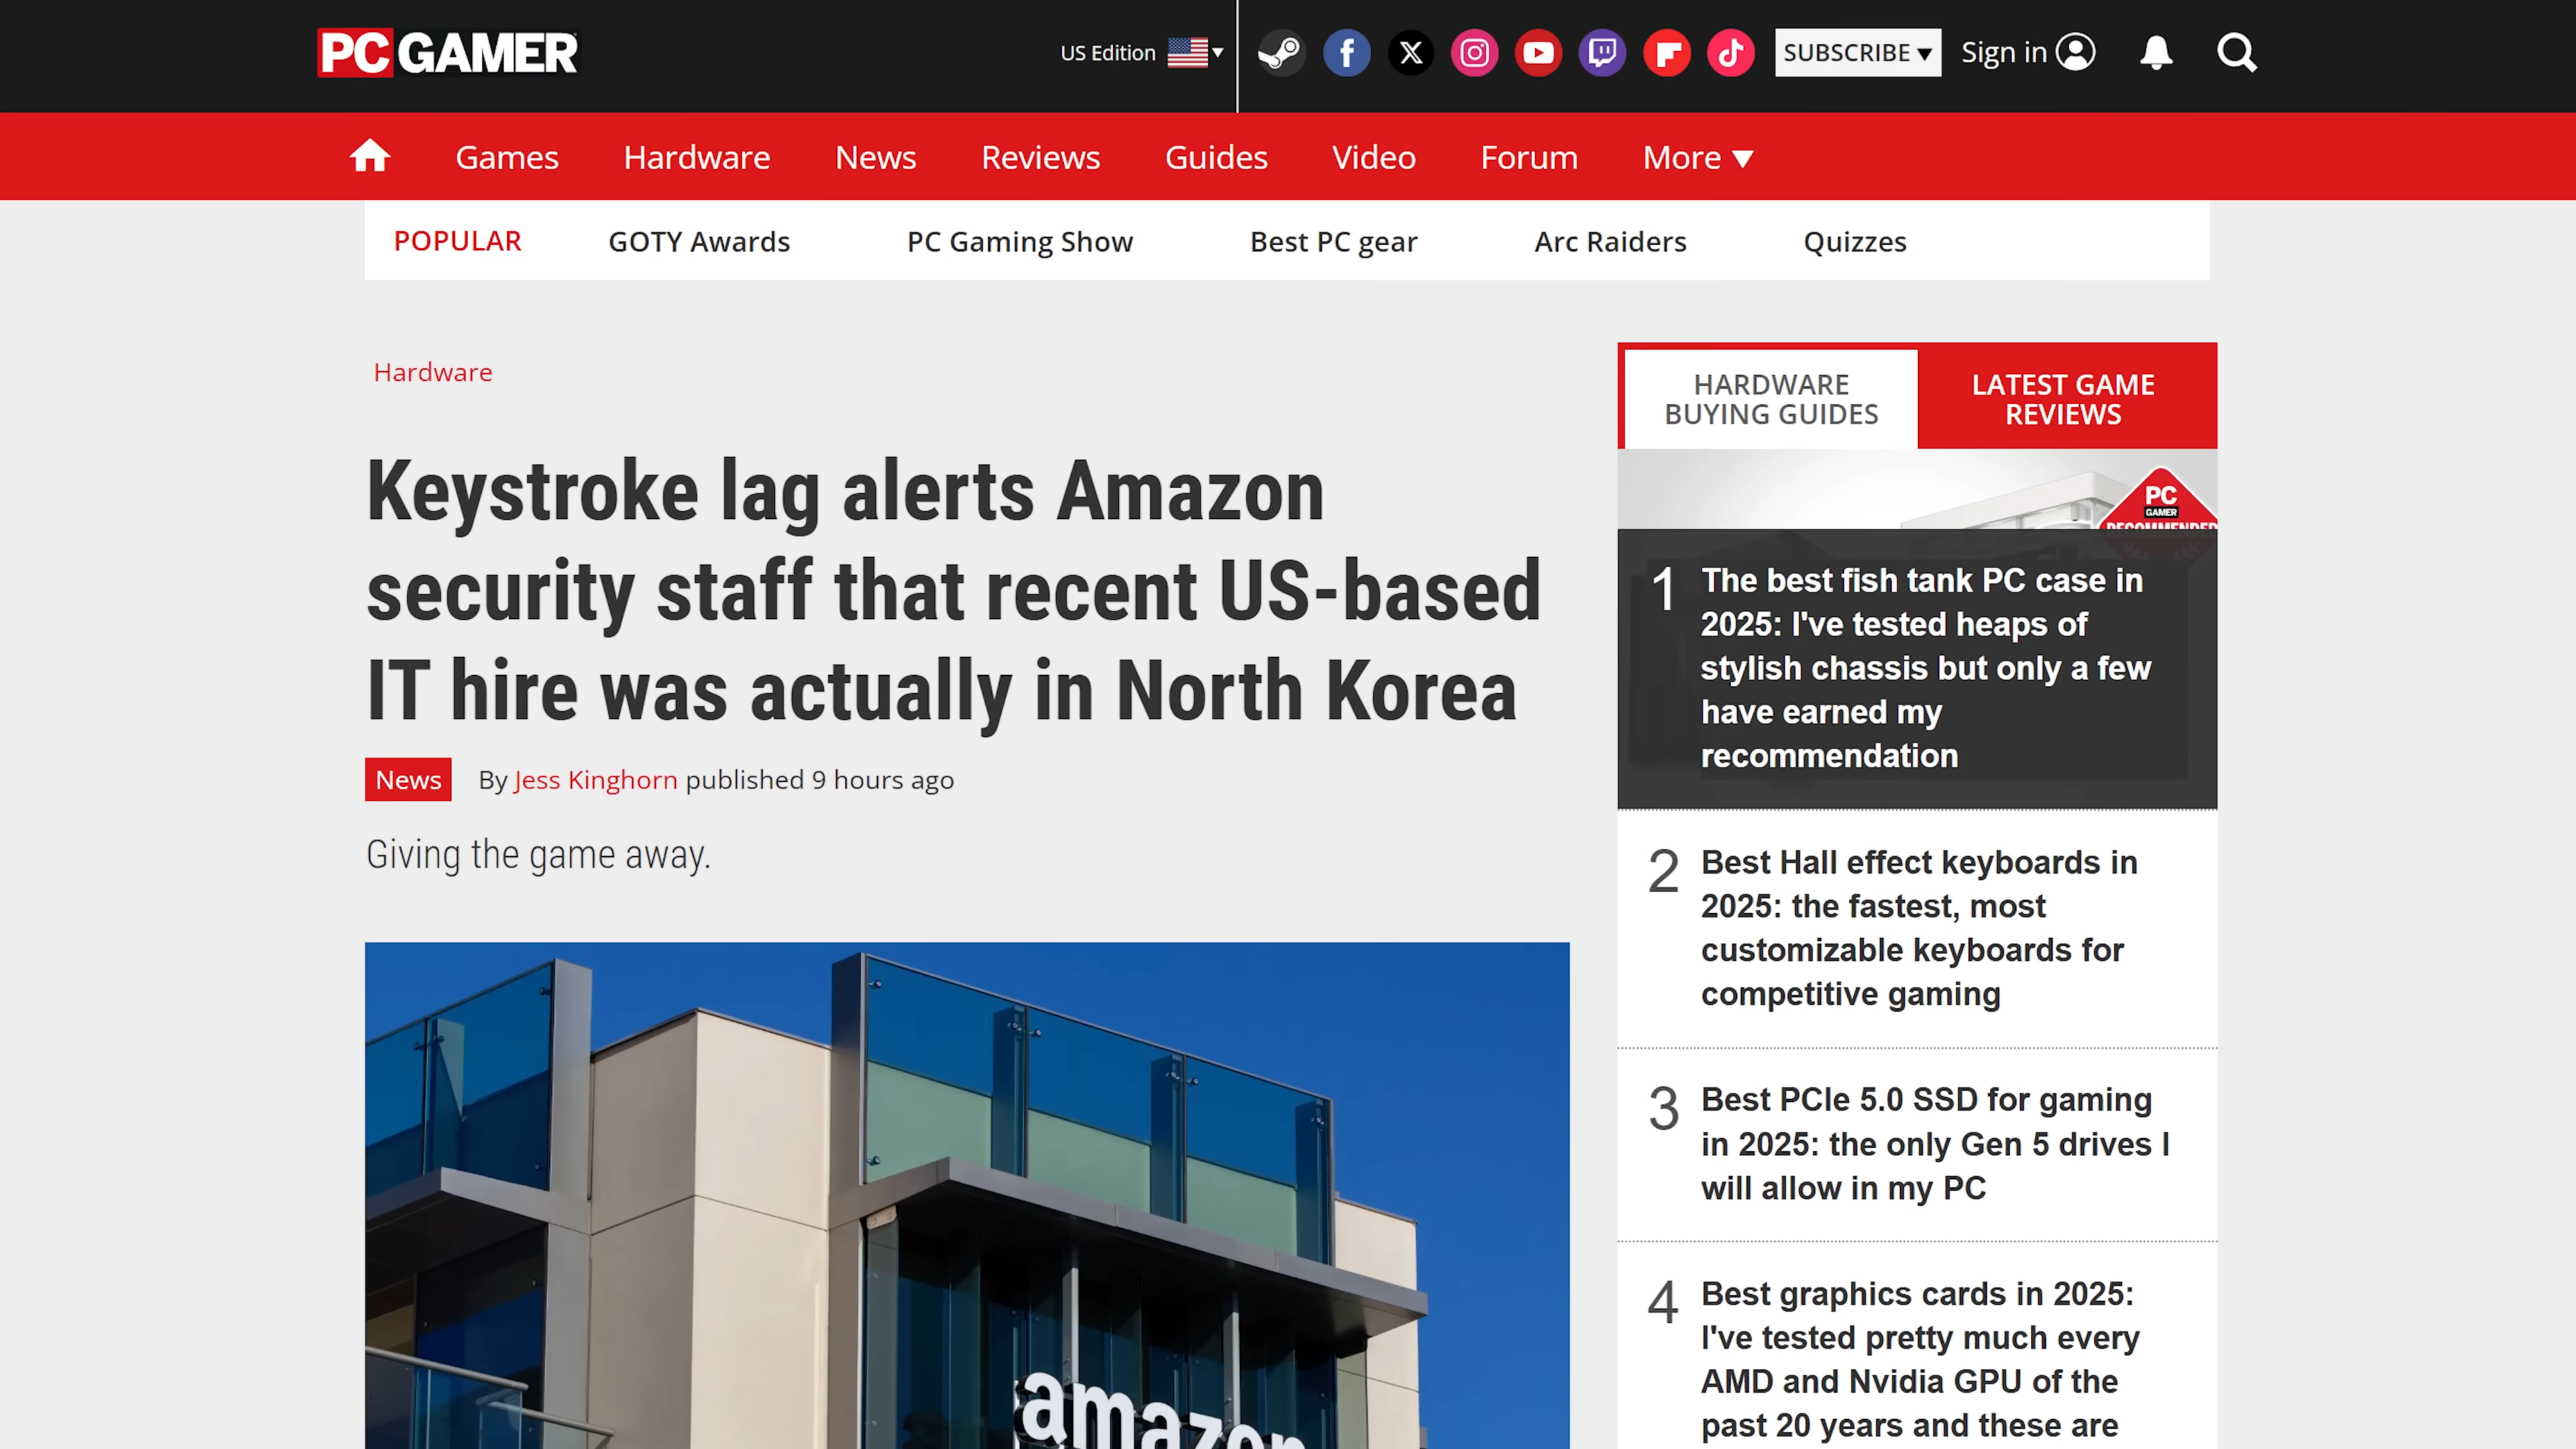 PC GAMER
US Edition
SUBSCRIBE
Sign in
Games
Hardware
News
Reviews
Guides
Video
Forum
More
POPULAR
GOTY Awards
PC Gaming Show
Best PC gear
Arc Raiders
Quizzes
Hardware
Keystroke lag alerts Amazon
security staff that recent US-based
IT hire was actually in North Korea
News
By Jess Kinghorn published 9 hours ago
Giving the game away.
amazon
HARDWARE
BUYING GUIDES
LATEST GAME
REVIEWS
PC
GAMER
RECOMMENDED
1
The best fish tank PC case in
2025: I've tested heaps of
stylish chassis but only a few
have earned my
recommendation
2
Best Hall effect keyboards in
2025: the fastest, most
customizable keyboards for
competitive gaming
3
Best PCIe 5.0 SSD for gaming
in 2025: the only Gen 5 drives I
will allow in my PC
4
Best graphics cards in 2025:
I've tested pretty much every
AMD and Nvidia GPU of the
past 20 years and these are